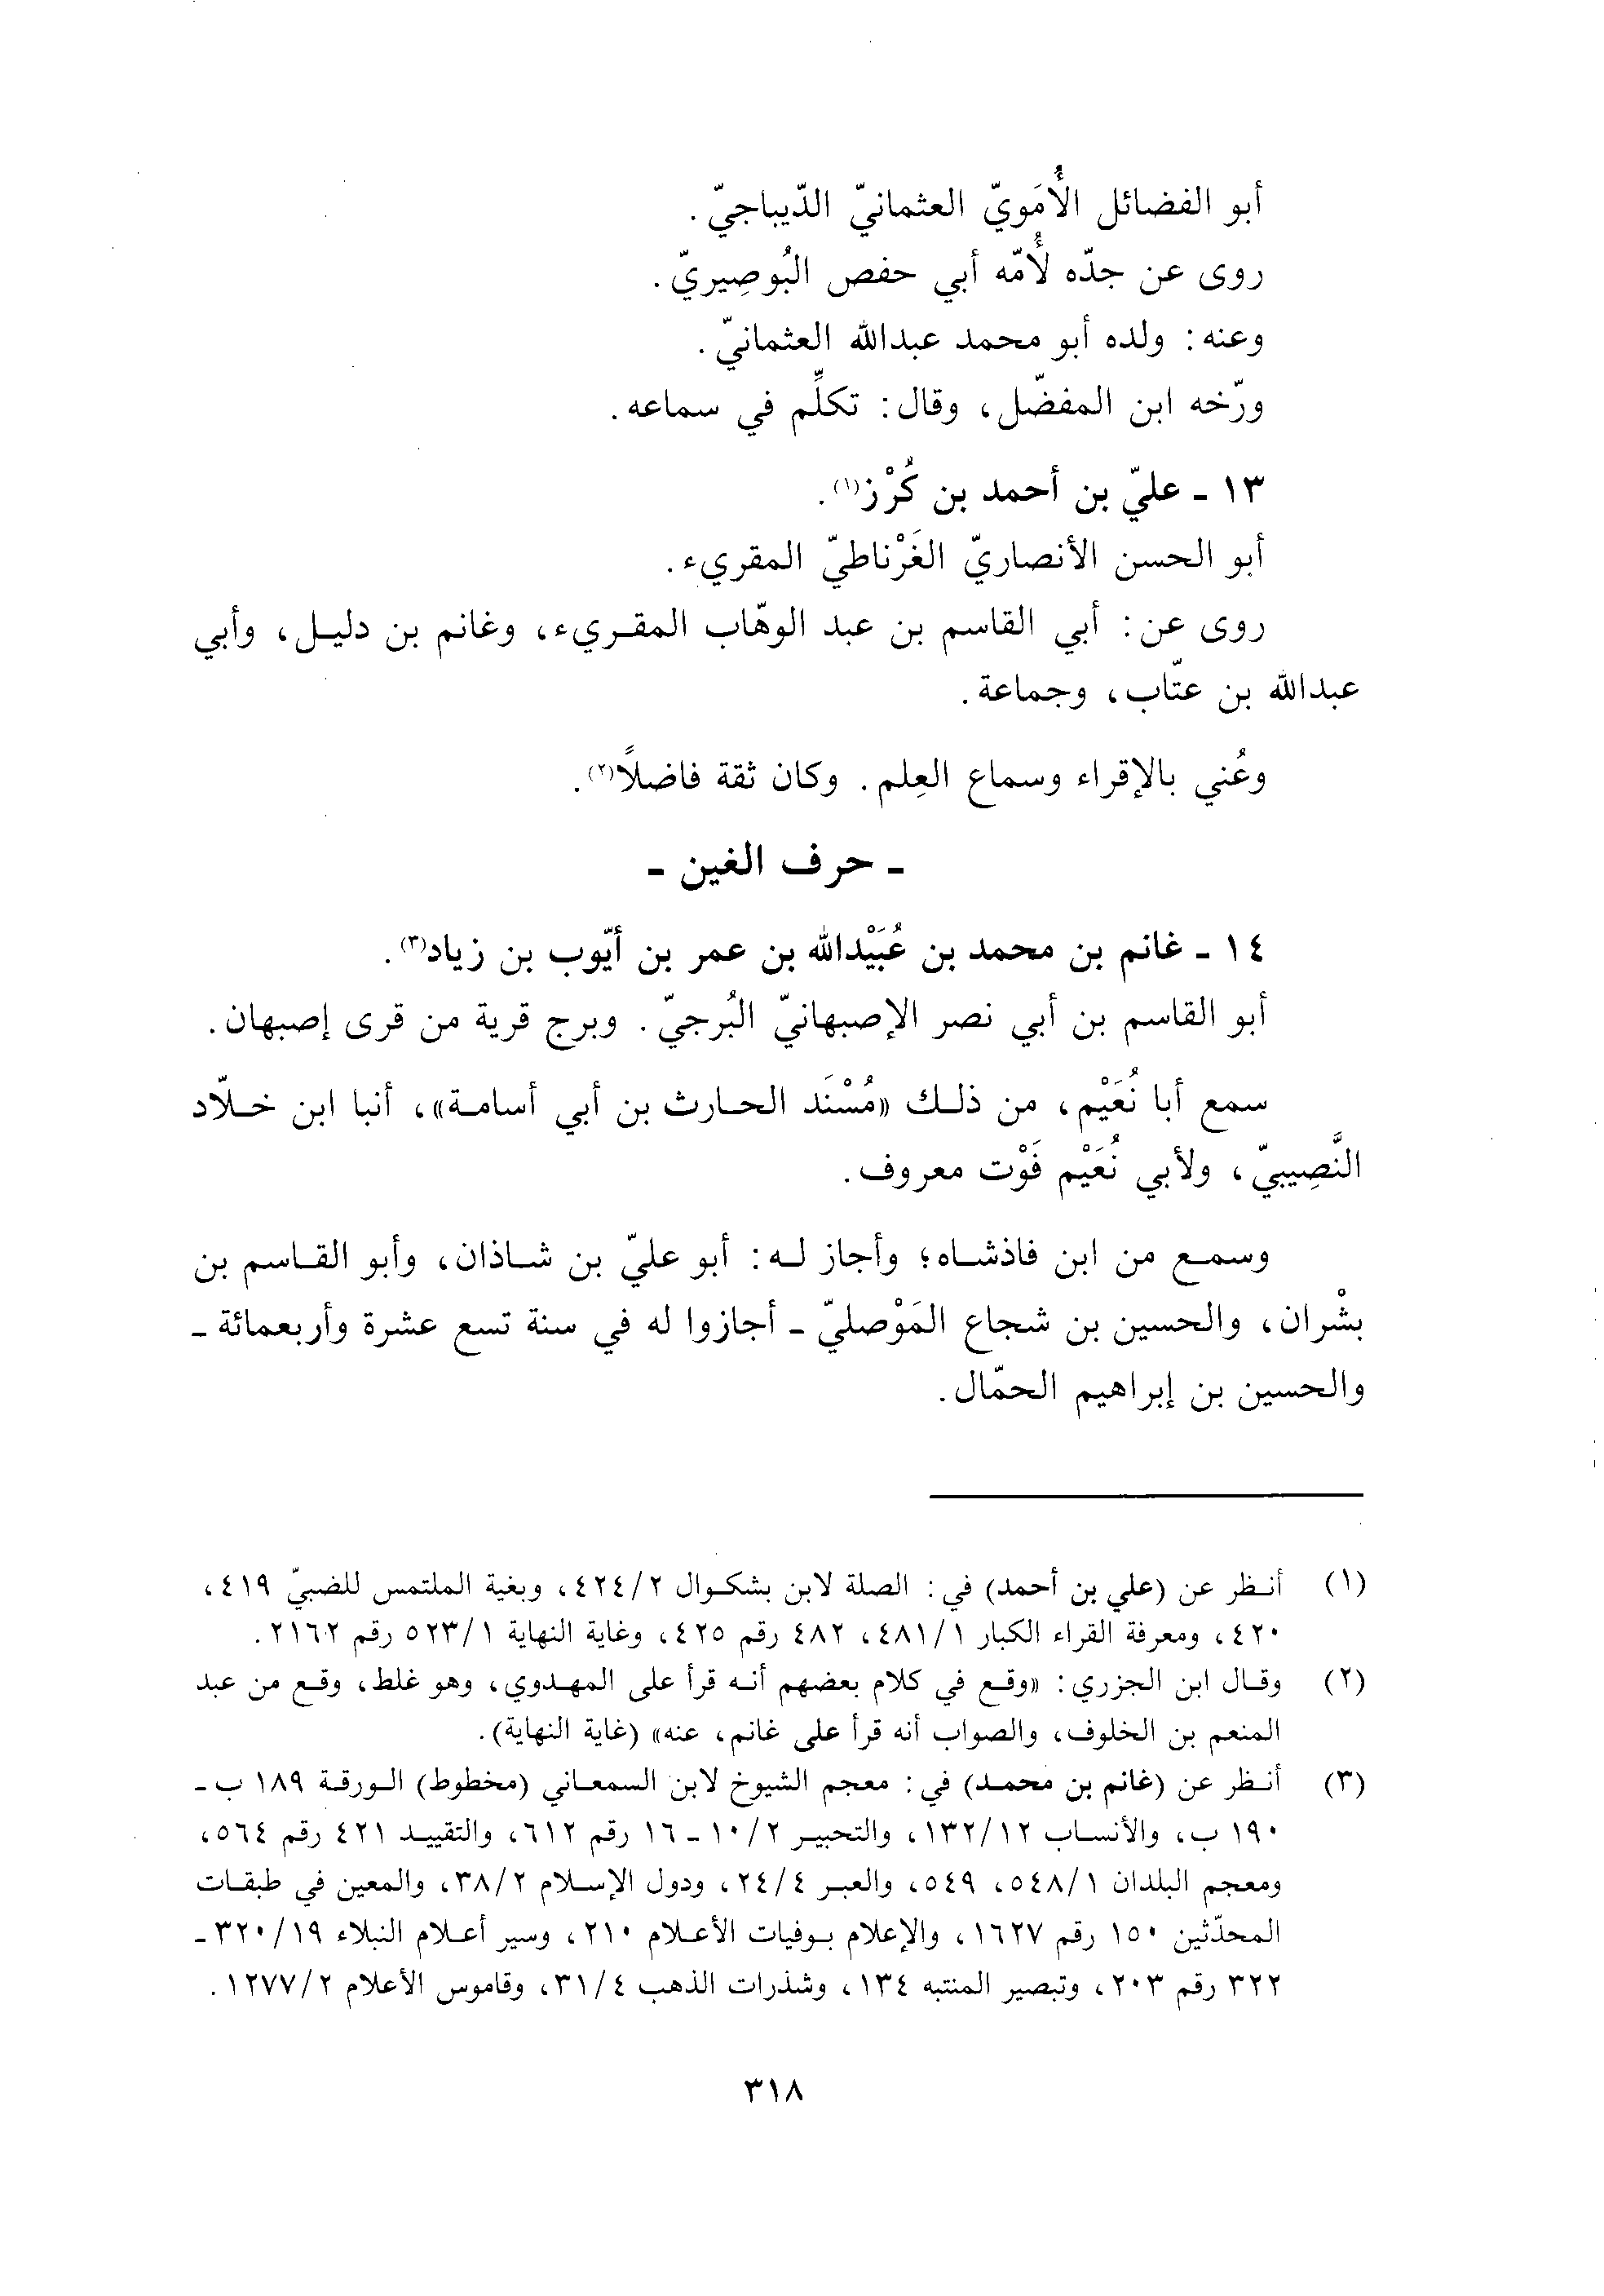 أبو الفضائل الأُمَويّ العثمانيّ الدّيباجيّ.
روى عن جدّه لأُمّه أبي حفص البُوصِيريّ.
وعنه: ولده أبو محمد عبدالله العثمانيّ.
ورّخه ابن المفضّل، وقال: تكلِّم في سماعه.
١٣ - عليّ بن أحمد بن كُرْز(١).
أبو الحسن الأنصاريّ الغَرْناطيّ المقريء.
روى عن: أبي القاسم بن عبد الوهّاب المقريء، وغانم بن دليل، وأبي
عبدالله بن عتّاب، وجماعة.
وعُني بالإقراء وسماع العِلم. وكان ثقة فاضلاً(٢).
- حرف الغين -
١٤ - غانم بن محمد بن عُبَيْدالله بن عمر بن أيّوب بن زياد(٣).
أبو القاسم بن أبي نصر الإصبهانيّ البُرجيّ. وبرج قرية من قرى إصبهان.
سمع أبا نُعَيْم، من ذلك «مُسْنَد الحارث بن أبي أسامة»، أنبا ابن خلّاد
النَّصِيبيّ، ولأبي نُعَيْم فَوْت معروف.
وسمع من ابن فاذشاه؛ وأجاز له: أبو عليّ بن شاذان، وأبو القاسم بن
بشْران، والحسين بن شجاع المَوْصليّ - أجازوا له في سنة تسع عشرة وأربعمائة -
والحسين بن إبراهيم الحمّال.
(١) أنظر عن (علي بن أحمد) في: الصلة لابن بشكوال ٤٢٤/٢، وبغية الملتمس للضبيّ ٤١٩،
٤٢٠، ومعرفة القراء الكبار ٤٨١/١، ٤٨٢ رقم ٤٢٥، وغاية النهاية ٥٢٣/١ رقم ٢١٦٢.
(٢) وقال ابن الجزري: «وقع في كلام بعضهم أنه قرأ على المهدوي، وهو غلط، وقع من عبد
المنعم بن الخلوف، والصواب أنه قرأ على غانم، عنه» (غاية النهاية).
(٣) أنظر عن (غانم بن محمد) في: معجم الشيوخ لابن السمعاني (مخطوط) الورقة ١٨٩ ب -
١٩٠ ب، والأنساب ١٣٢/١٢، والتحبير ١٠/٢ - ١٦ رقم ٦١٢، والتقييد ٤٢١ رقم ٥٦٤،
ومعجم البلدان ٥٤٨/١، ٥٤٩، والعبر ٢٤/٤، ودول الإسلام ٣٨/٢، والمعين في طبقات
المحدّثين ١٥٠ رقم ١٦٢٧، والإعلام بوفيات الأعلام ٢١٠، وسير أعلام النبلاء ٣٢٠/١٩ -
٣٢٢ رقم ٢٠٣، وتبصير المنتبه ١٣٤، وشذرات الذهب ٣١/٤، وقاموس الأعلام ١٢٧٧/٢.
٣١٨